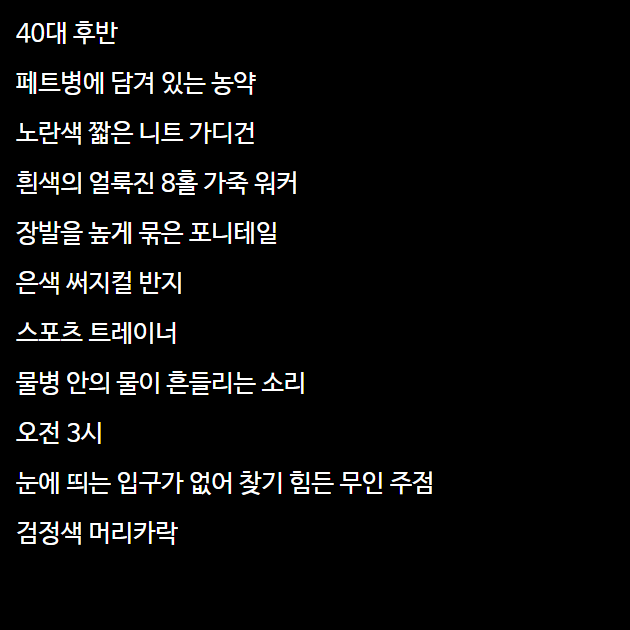 40대 후반
페트병에 담겨 있는 농약
노란색 짧은 니트 가디건
흰색의 얼룩진 8홀 가죽 워커
장발을 높게 묶은 포니테일
은색 써지컬 반지
스포츠 트레이너
물병 안의 물이 흔들리는 소리
오전 3시
눈에 띄는 입구가 없어 찾기 힘든 무인 주점
검정색 머리카락